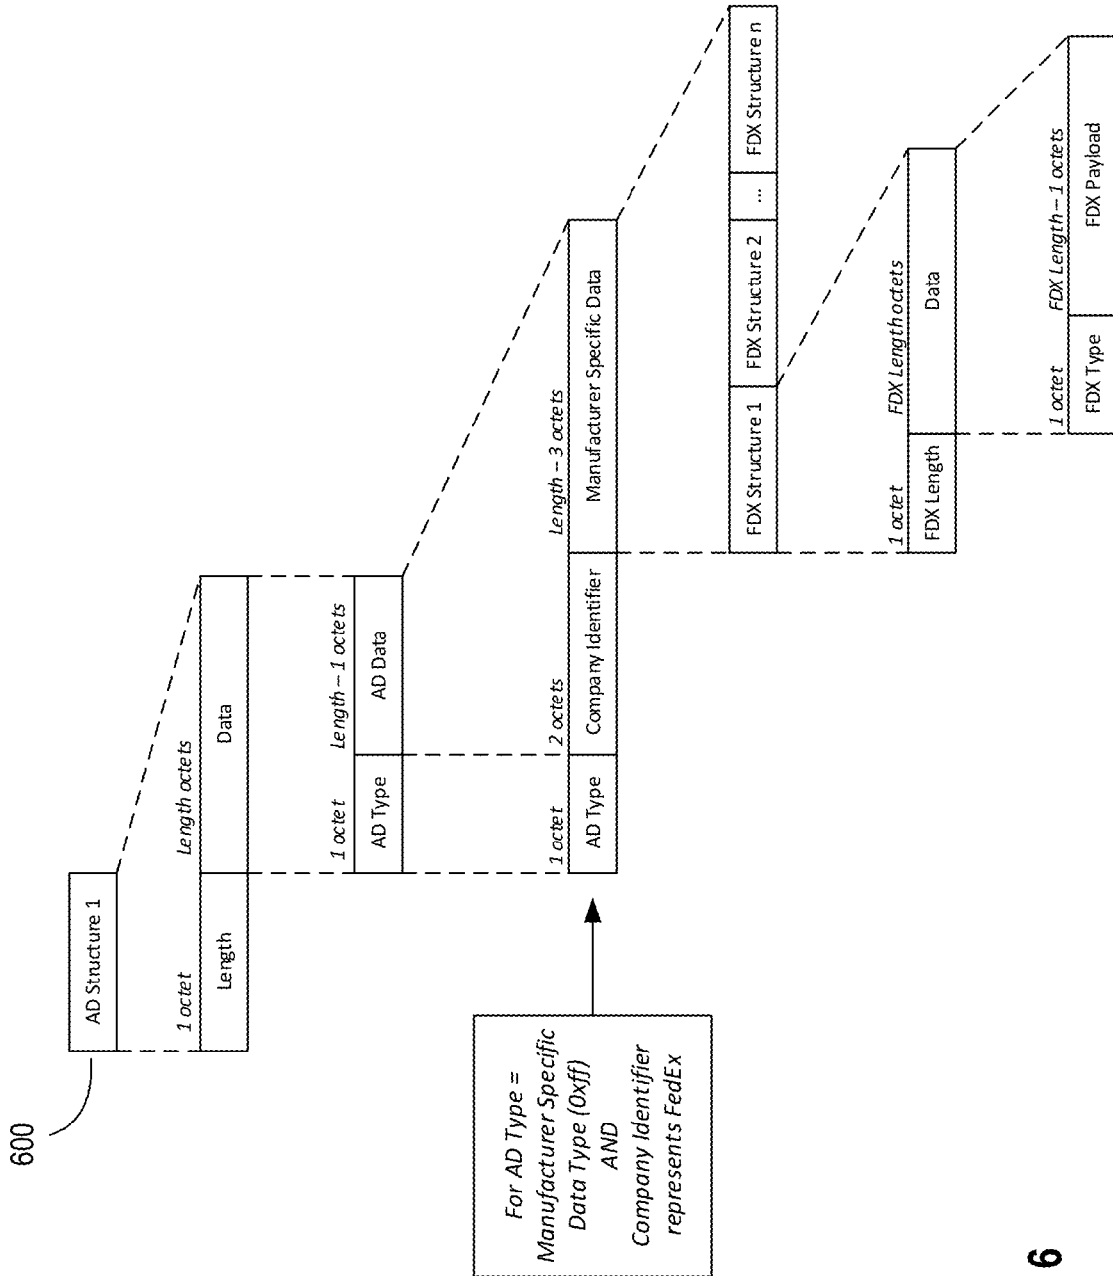 600
AD Structure 1
1 octet
Length octets
Length
Data
1 octet
Length – 1 octets
AD Type
AD Data
For AD Type =
Manufacturer Specific
Data Type (0xff)
AND
Company Identifier
represents FedEx
1 octet
2 octets
Length – 3 octets
AD Type
Company Identifier
Manufacturer Specific Data
FDX Structure 1
FDX Structure 2
...
FDX Structure n
1 octet
FDX Length octets
FDX Length
Data
1 octet
FDX Length – 1 octets
FDX Type
FDX Payload
6